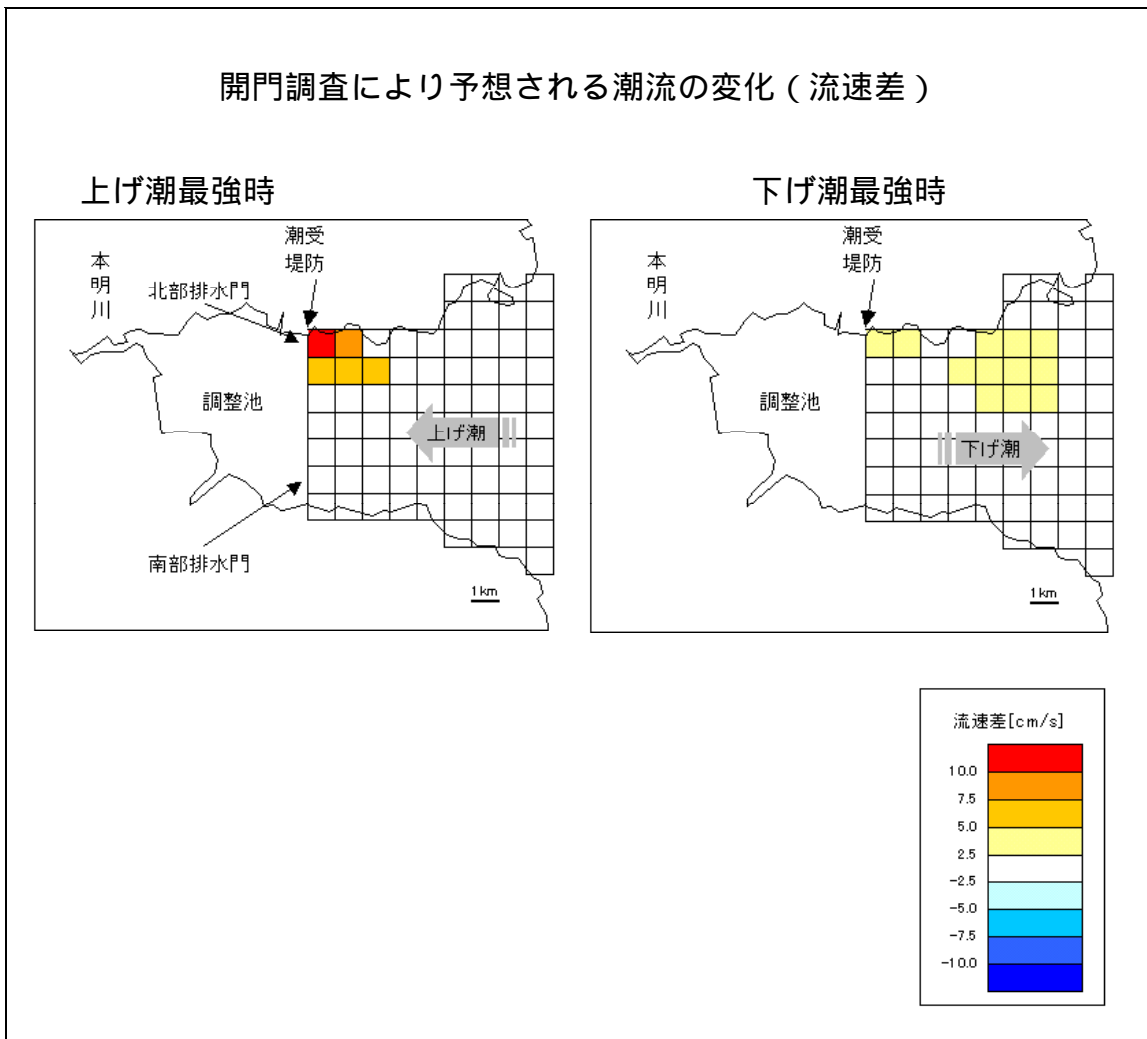 開門調査により予想される潮流の変化(流速差)
上げ潮最強時
本明川
潮受
堤防
北部排水門
調整池
上げ潮
南部排水門
1km
下げ潮最強時
本明川
潮受
堤防
調整池
下げ潮
1km
流速差[cm/s]
10.0
7.5
5.0
2.5
-2.5
-5.0
-7.5
-10.0